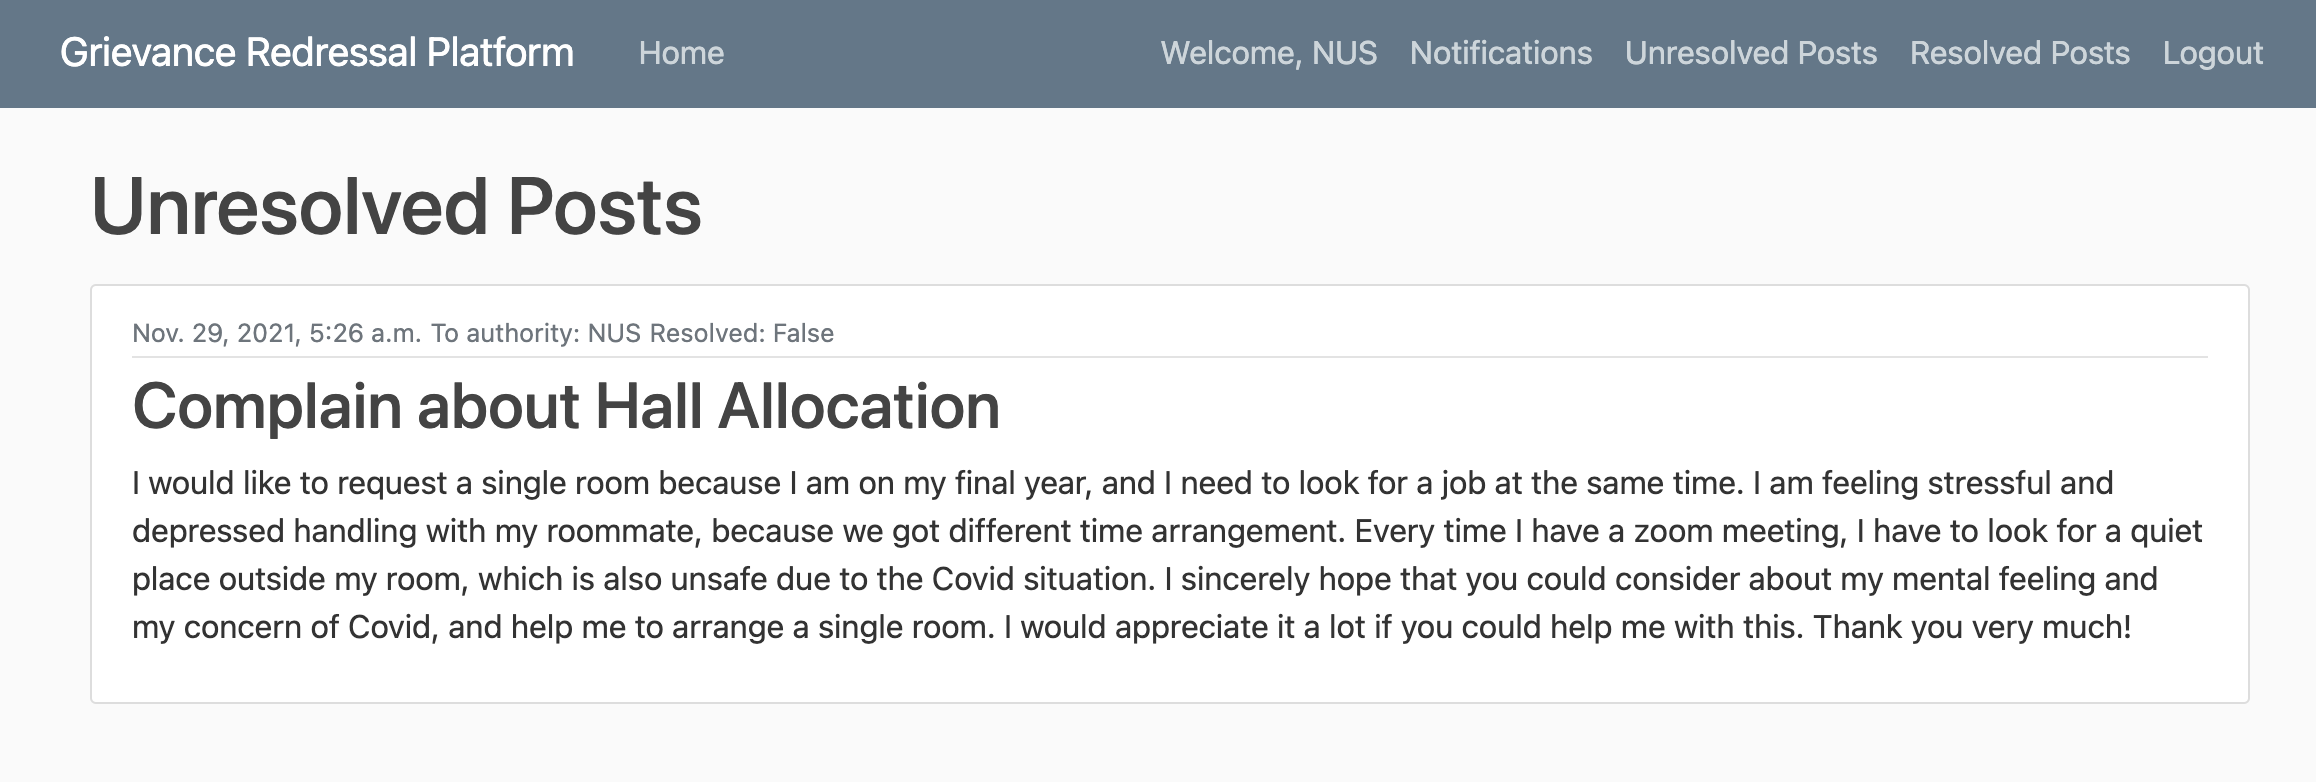 Grievance Redressal Platform Home Welcome, NUS Notifications Unresolved Posts Resolved Posts Logout
Unresolved Posts
Nov. 29, 2021, 5:26 a.m. To authority: NUS Resolved: False
Complain about Hall Allocation
I would like to request a single room because I am on my final year, and I need to look for a job at the same time. I am feeling stressful and
depressed handling with my roommate, because we got different time arrangement. Every time I have a zoom meeting, I have to look for a quiet
place outside my room, which is also unsafe due to the Covid situation. I sincerely hope that you could consider about my mental feeling and
my concern of Covid, and help me to arrange a single room. I would appreciate it a lot if you could help me with this. Thank you very much!